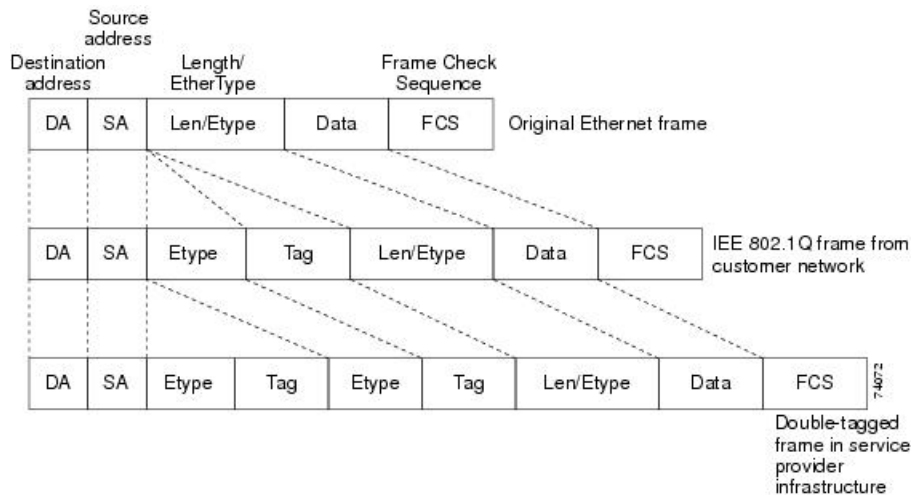 Source
address
Destination
address
Length/
EtherType
Frame Check
Sequence
DA SA Len/Etype Data FCS Original Ethernet frame
DA SA Etype Tag Len/Etype Data FCS
IEE 802.1Q frame from
customer network
DA SA Etype Tag Etype Tag Len/Etype Data FCS
74072
Double-tagged
frame in service
provider
infrastructure